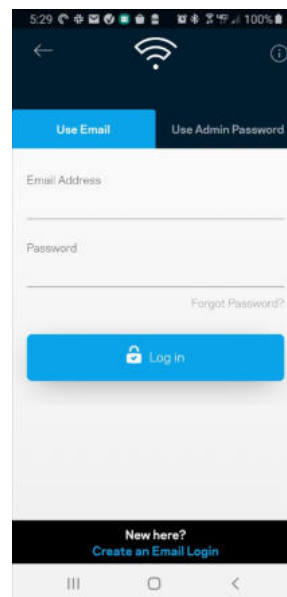 5:29 100%
Use Email Use Admin Password
Email Address
Password
Forgot Password?
Log in
New here?
Create an Email Login